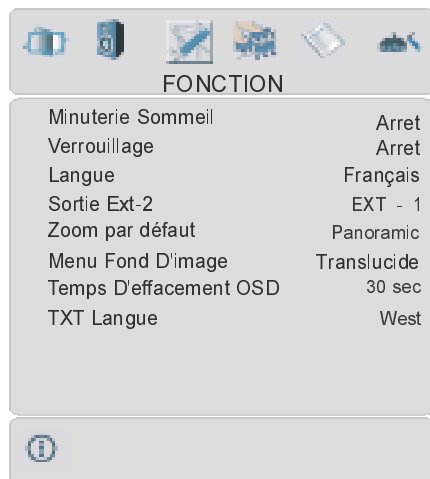 FONCTION
Minuterie Sommeil Arret
Verrouillage Arret
Langue Français
Sortie Ext-2 EXT - 1
Zoom par défaut Panoramic
Menu Fond D'image Translucide
Temps D'effacement OSD 30 sec
TXT Langue West